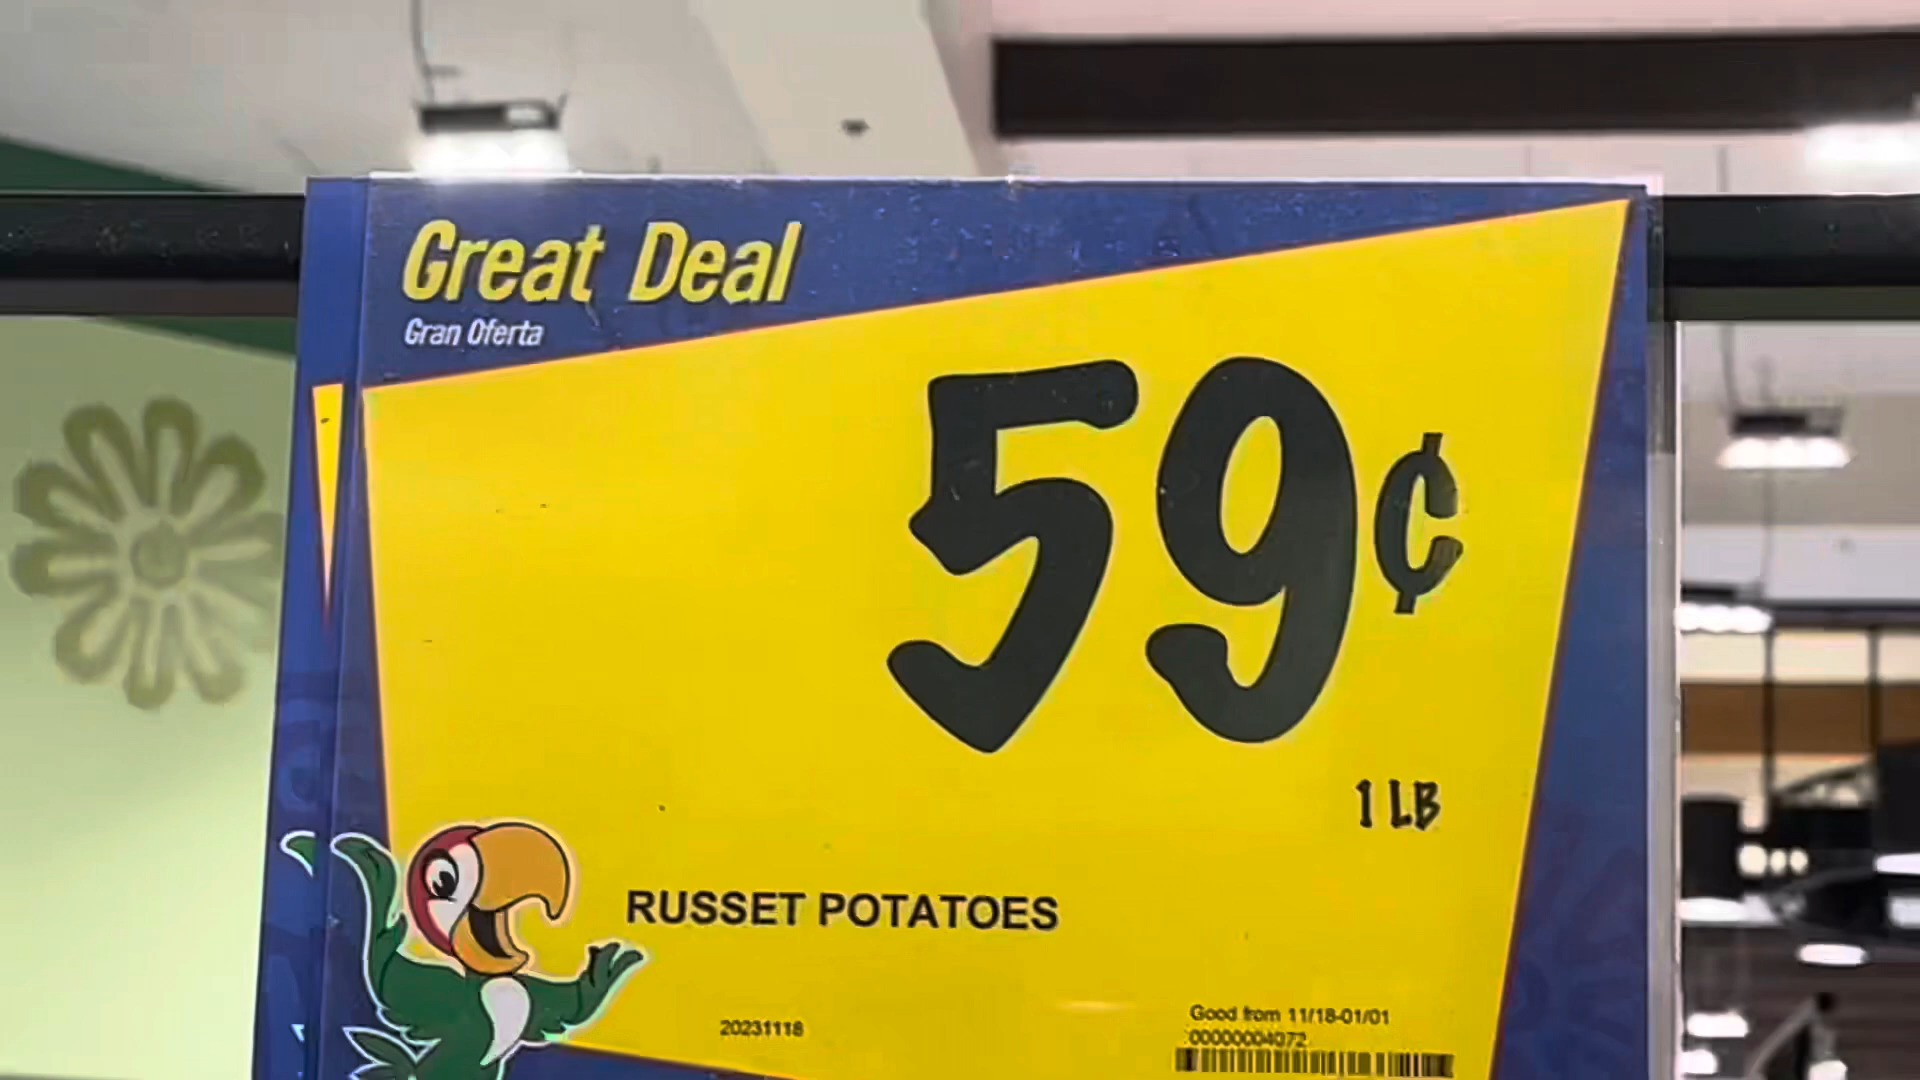 Great Deal
Gran Oferta
59¢
1 LB
RUSSET POTATOES
20231118
Good from 11/18-01/01
00000004072